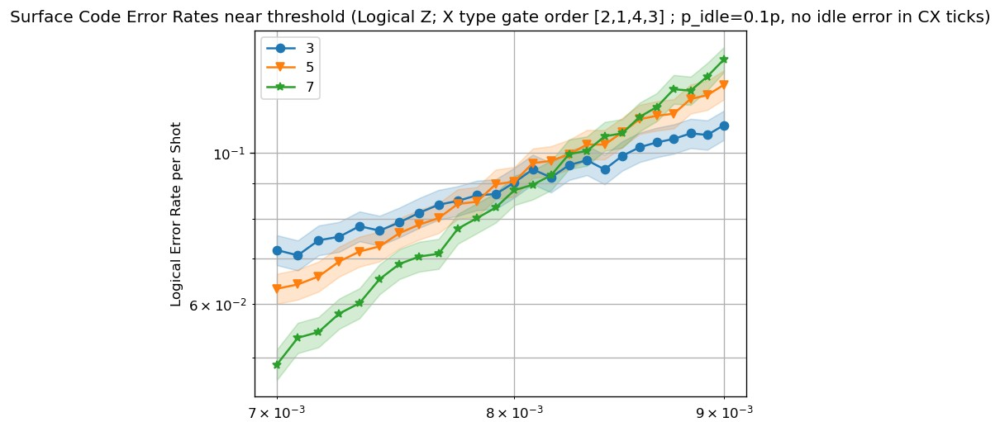 Surface Code Error Rates near threshold (Logical Z; X type gate order [2,1,4,3] ; p_idle=0.1p, no idle error in CX ticks)
3
5
7
Logical Error Rate per Shot
10⁻¹
6 × 10⁻²
7 × 10⁻³
8 × 10⁻³
9 × 10⁻³